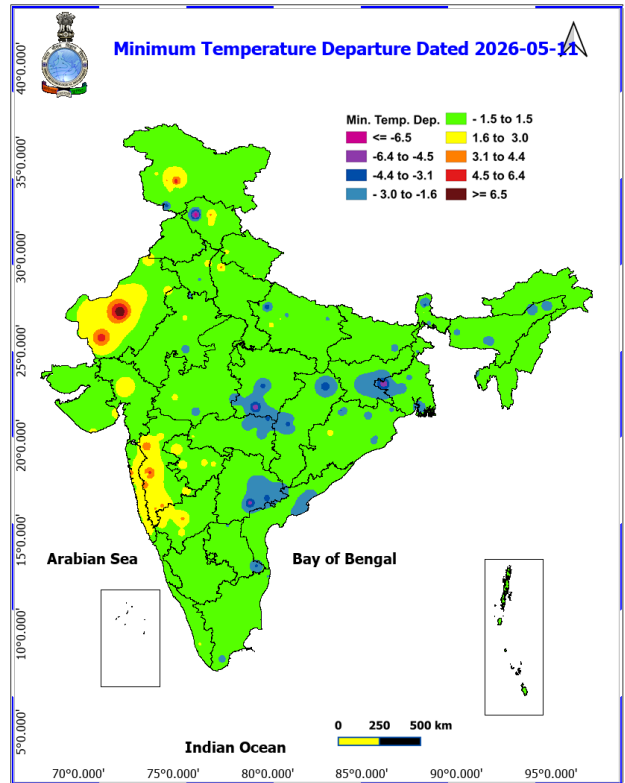 Minimum Temperature Departure Dated 2026-05-11
40°0.000'
35°0.000'
30°0.000'
25°0.000'
20°0.000'
15°0.000'
10°0.000'
5°0.000'
Min. Temp. Dep.
<= -6.5
-6.4 to -4.5
-4.4 to -3.1
- 3.0 to -1.6
- 1.5 to 1.5
1.6 to 3.0
3.1 to 4.4
4.5 to 6.4
>= 6.5
Arabian Sea
Bay of Bengal
Indian Ocean
0 250 500 km
70°0.000' 75°0.000' 80°0.000' 85°0.000' 90°0.000' 95°0.000'